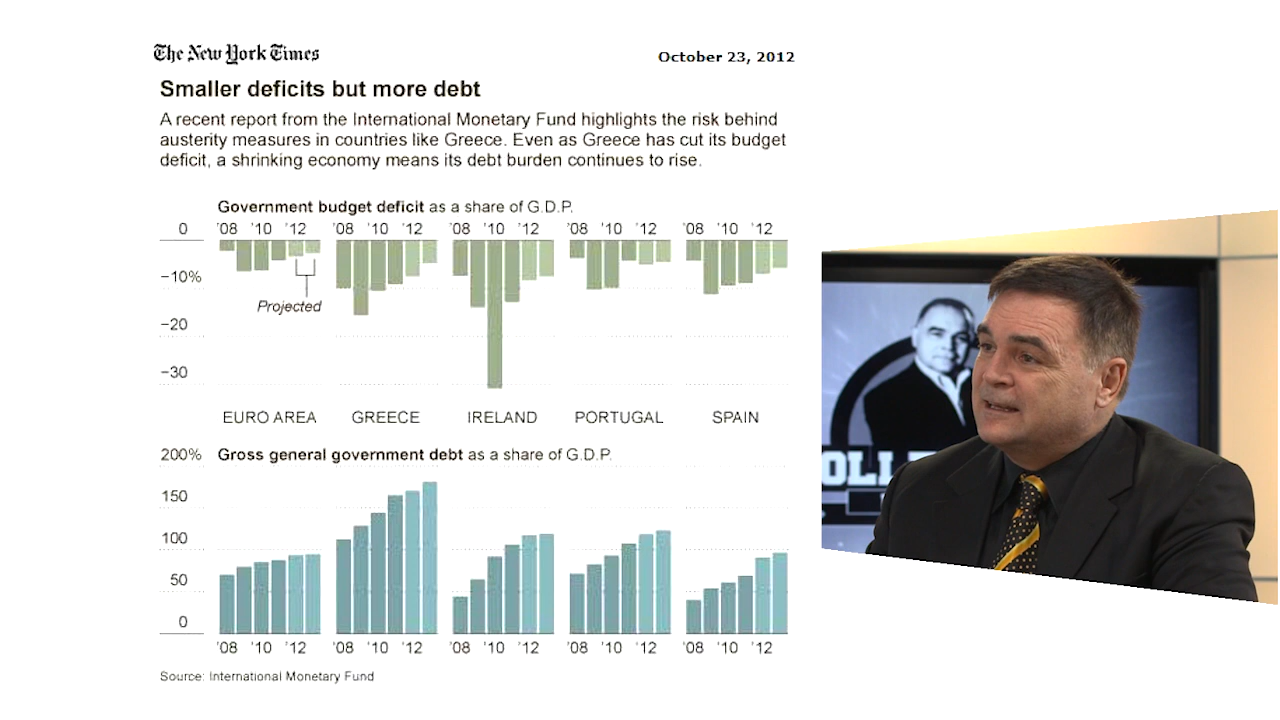 The New York Times
October 23, 2012
Smaller deficits but more debt
A recent report from the International Monetary Fund highlights the risk behind
austerity measures in countries like Greece. Even as Greece has cut its budget
deficit, a shrinking economy means its debt burden continues to rise.
Government budget deficit as a share of G.D.P.
0 '08 '10 '12 '08 '10 '12 '08 '10 '12 '08 '10 '12 '08 '10 '12
−10%
Projected
−20
−30
EURO AREA GREECE IRELAND PORTUGAL SPAIN
200% Gross general government debt as a share of G.D.P.
150
100
50
0
'08 '10 '12 '08 '10 '12 '08 '10 '12 '08 '10 '12 '08 '10 '12
Source: International Monetary Fund
OLL